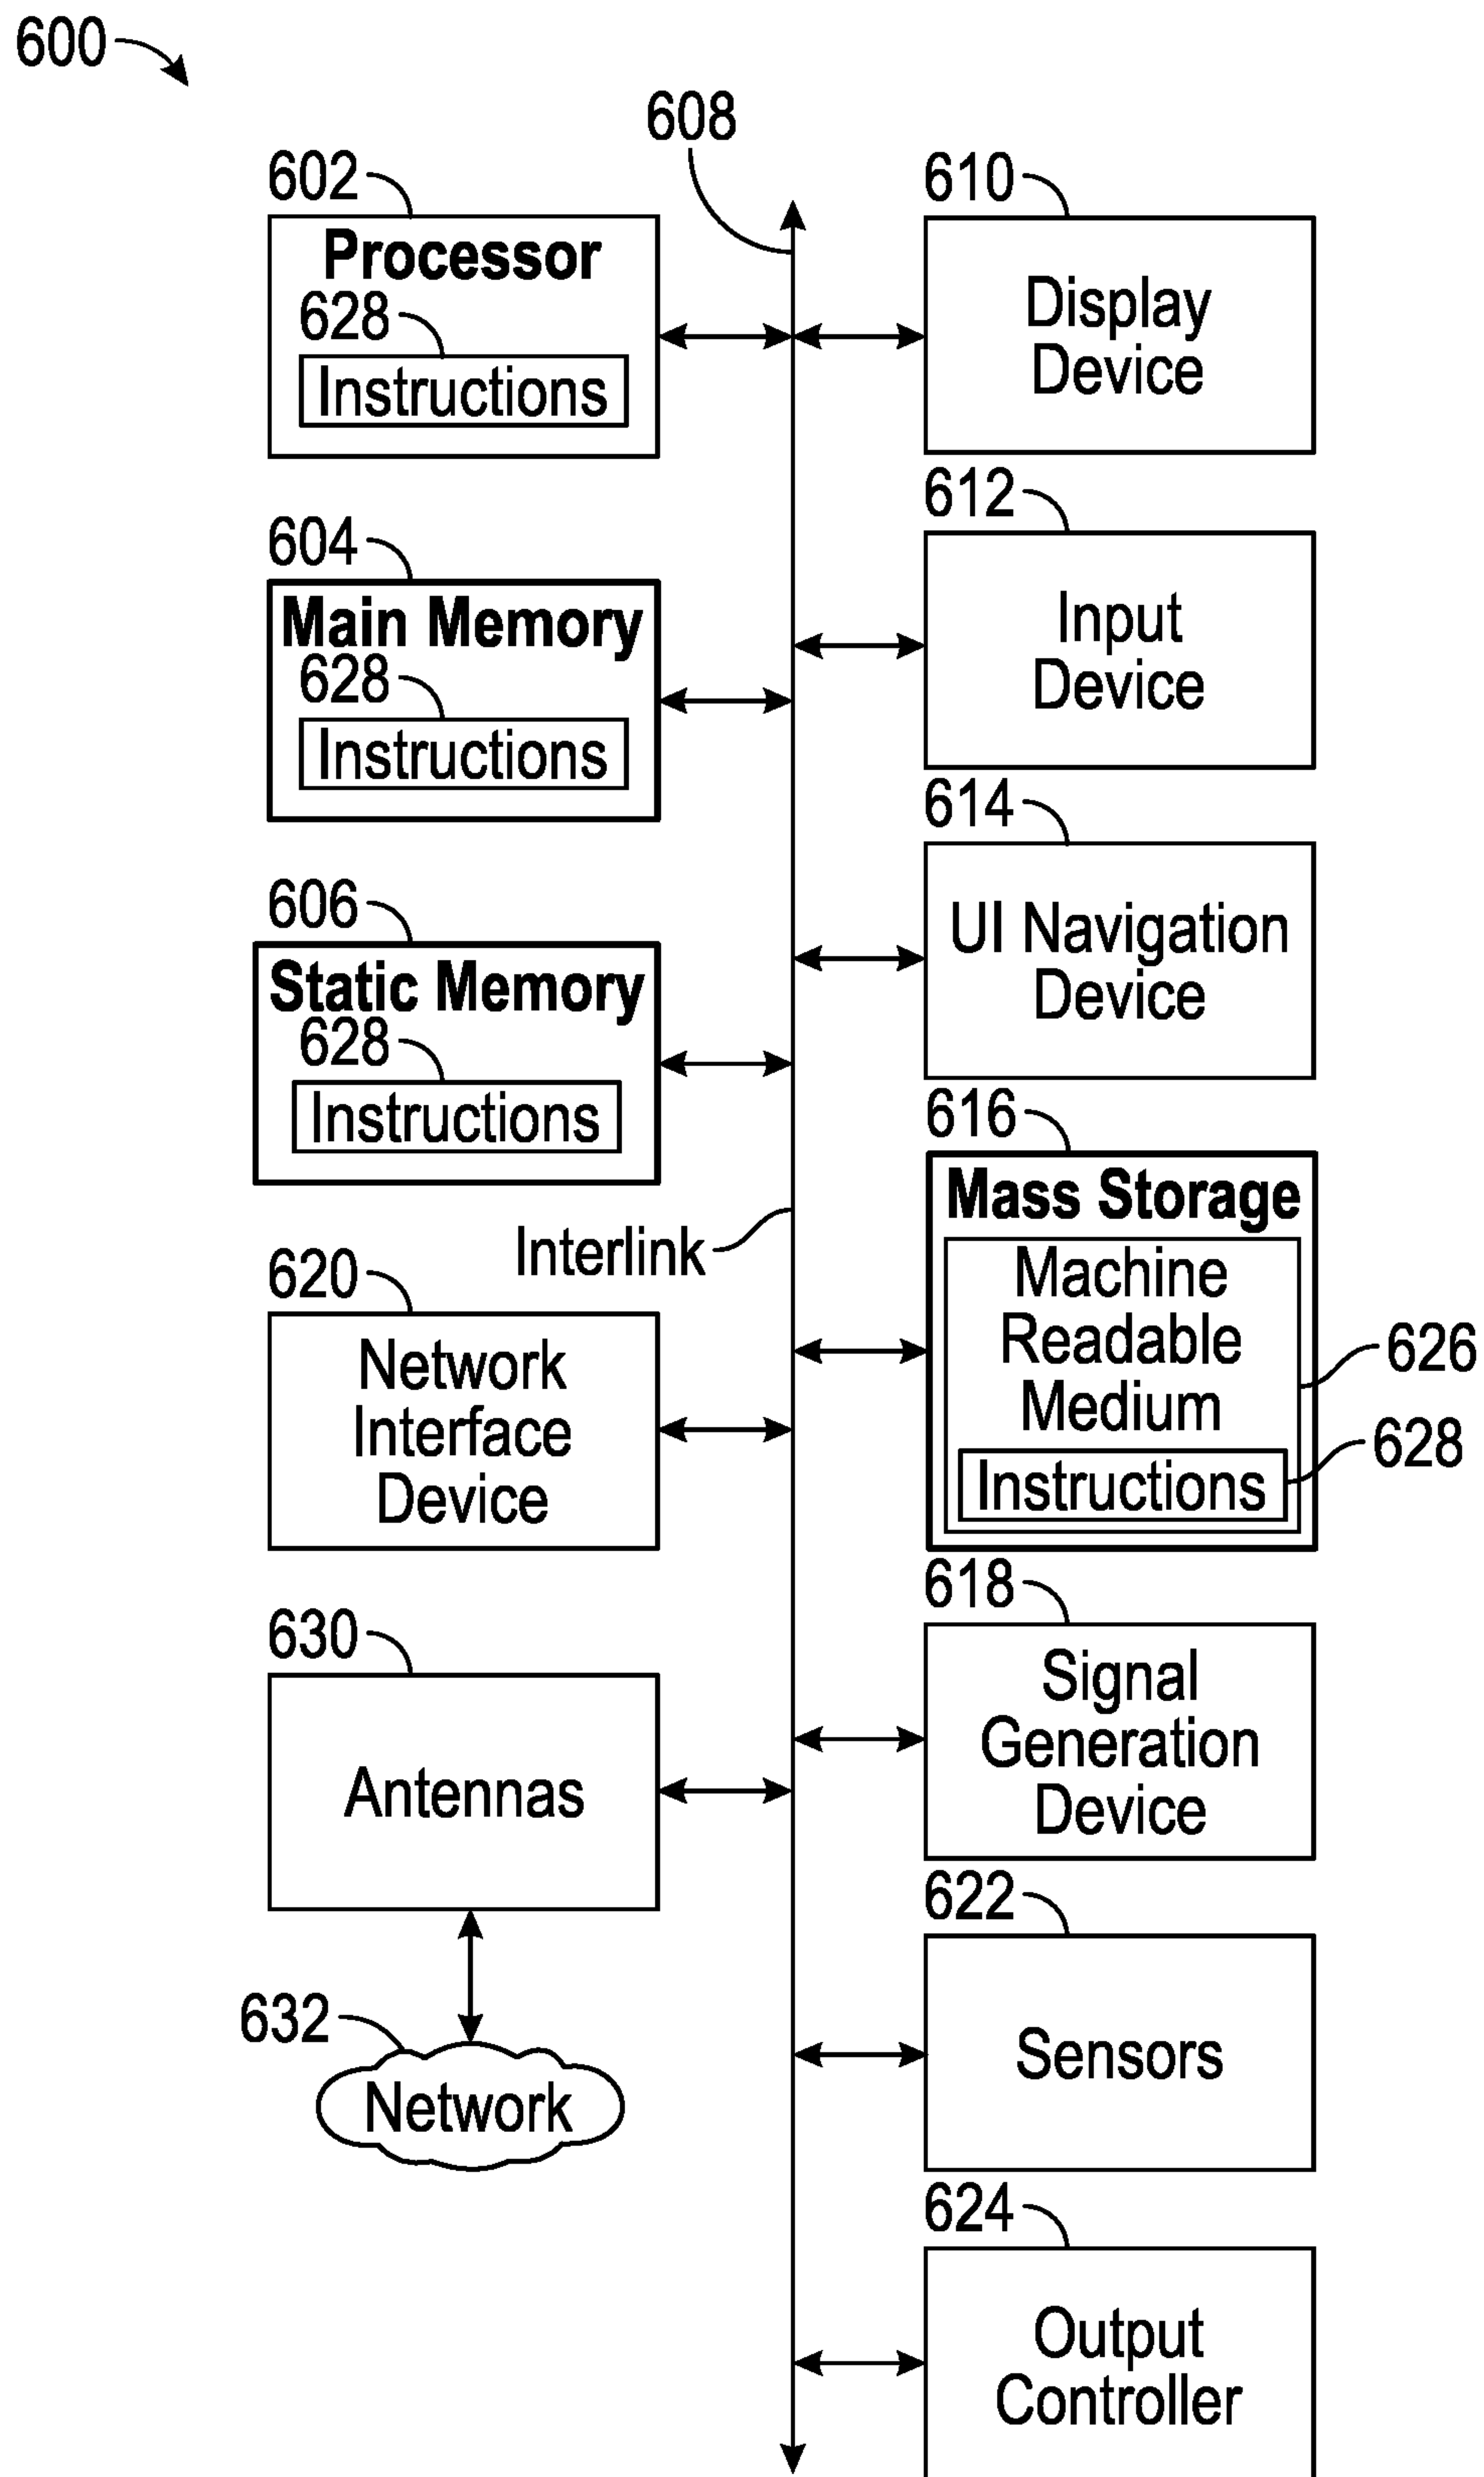 600
608
602
Processor
628
Instructions
610
Display
Device
604
Main Memory
628
Instructions
612
Input
Device
606
Static Memory
628
Instructions
614
UI Navigation
Device
Interlink
616
Mass Storage
Machine
Readable
Medium
626
Instructions
628
620
Network
Interface
Device
618
Signal
Generation
Device
630
Antennas
622
Sensors
632
Network
624
Output
Controller